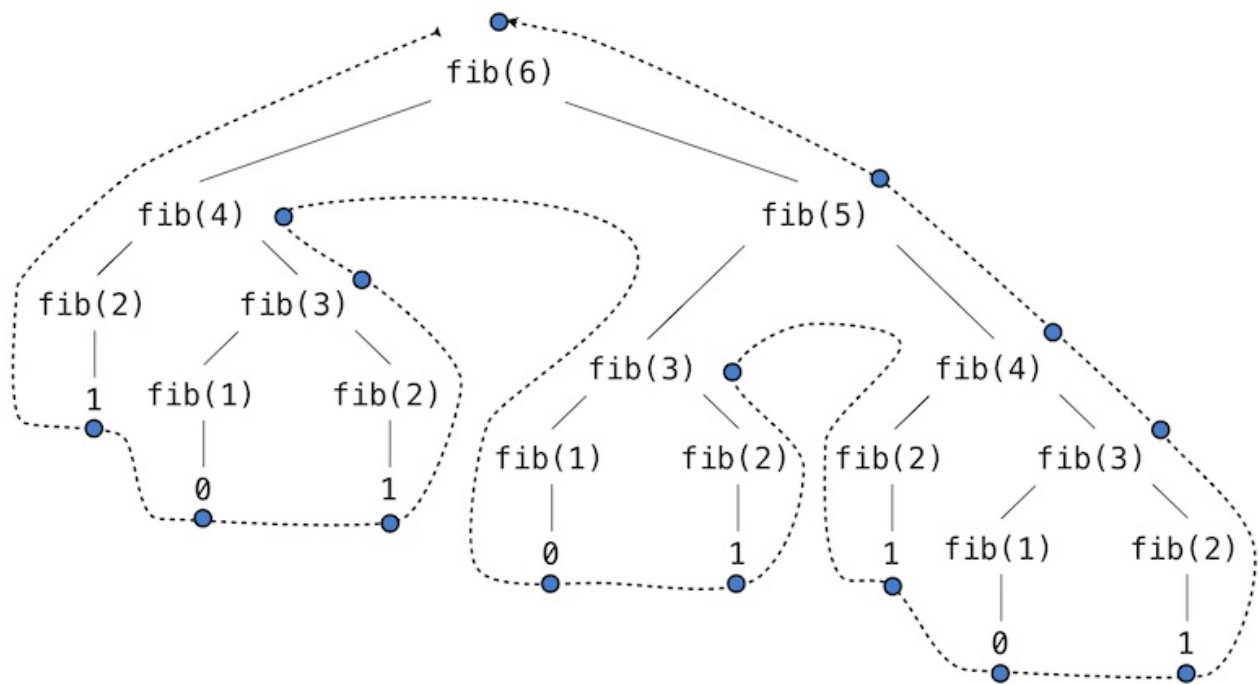 fib(6)
fib(4) fib(5)
fib(2) fib(3)
fib(3) fib(4)
1 fib(1) fib(2)
fib(1) fib(2) fib(2) fib(3)
0 1
0 1 1 fib(1) fib(2)
0 1